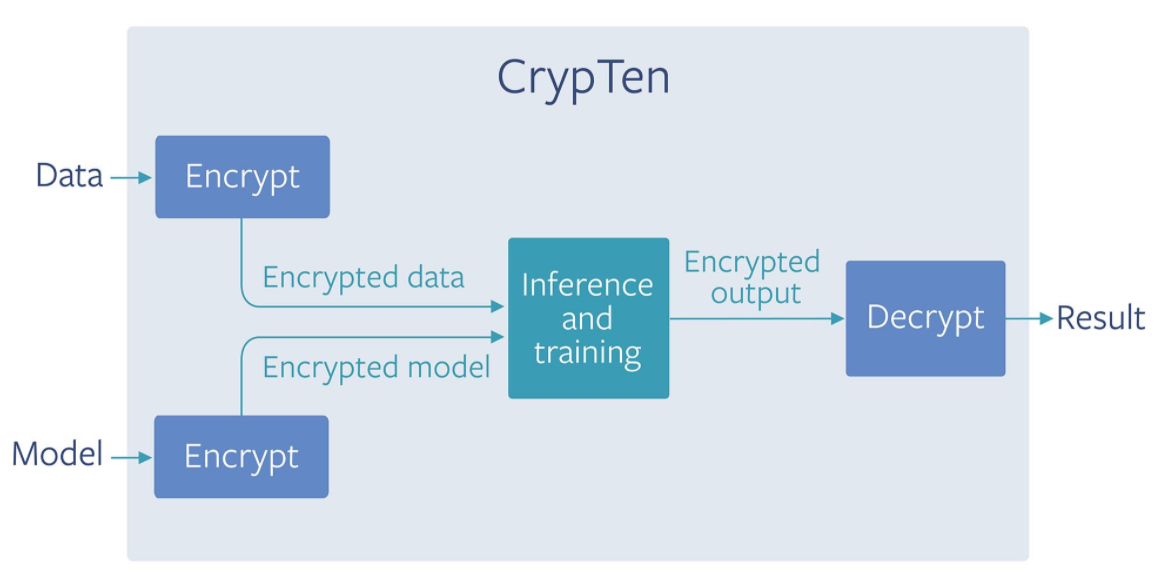 CrypTen
Data
Encrypt
Encrypted data
Inference
and
training
Encrypted
output
Decrypt
Result
Encrypted model
Model
Encrypt